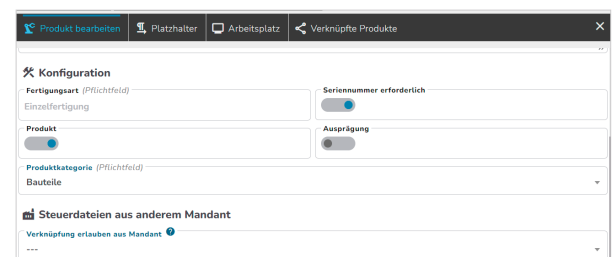 Produkt bearbeiten
Platzhalter
Arbeitsplatz
Verknüpfte Produkte
Konfiguration
Fertigungsart (Pflichtfeld)
Seriennummer erforderlich
Einzelfertigung
Produkt
Ausprägung
Produktkategorie (Pflichtfeld)
Bauteile
Steuerdateien aus anderem Mandant
Verknüpfung erlauben aus Mandant ?
---